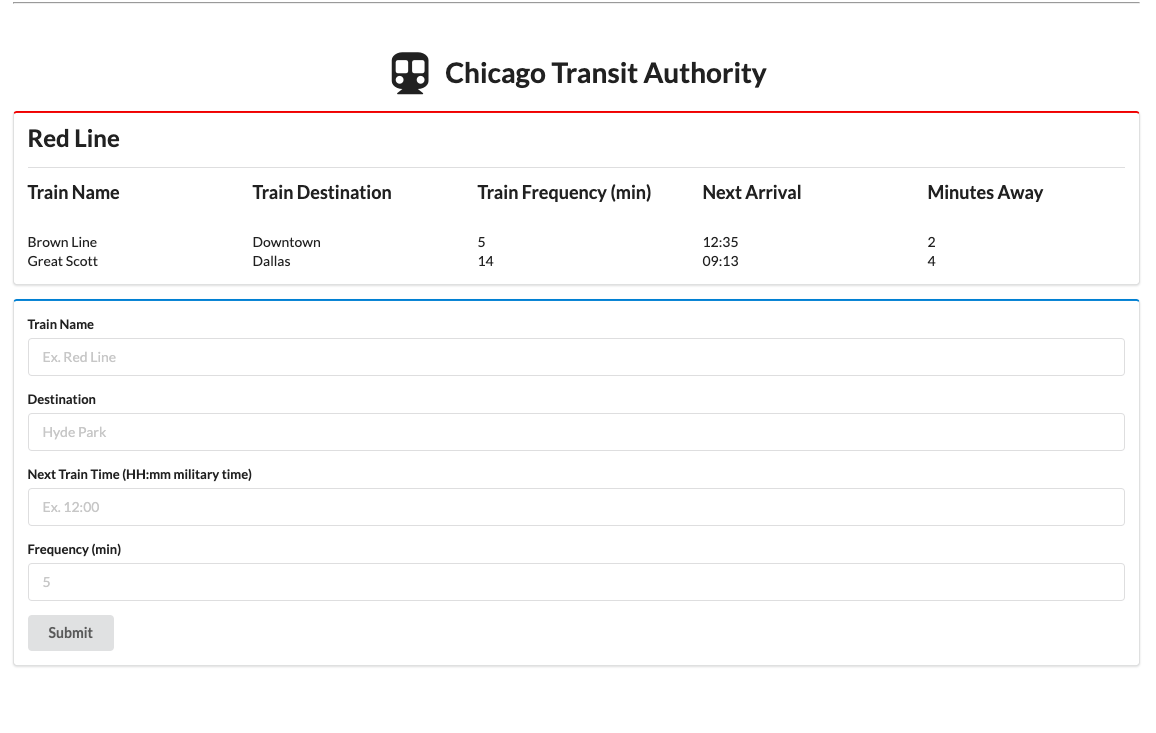 Chicago Transit Authority
Red Line
Train Name Train Destination Train Frequency (min) Next Arrival Minutes Away
Brown Line Downtown 5 12:35 2
Great Scott Dallas 14 09:13 4
Train Name
Ex. Red Line
Destination
Hyde Park
Next Train Time (HH:mm military time)
Ex. 12:00
Frequency (min)
5
Submit